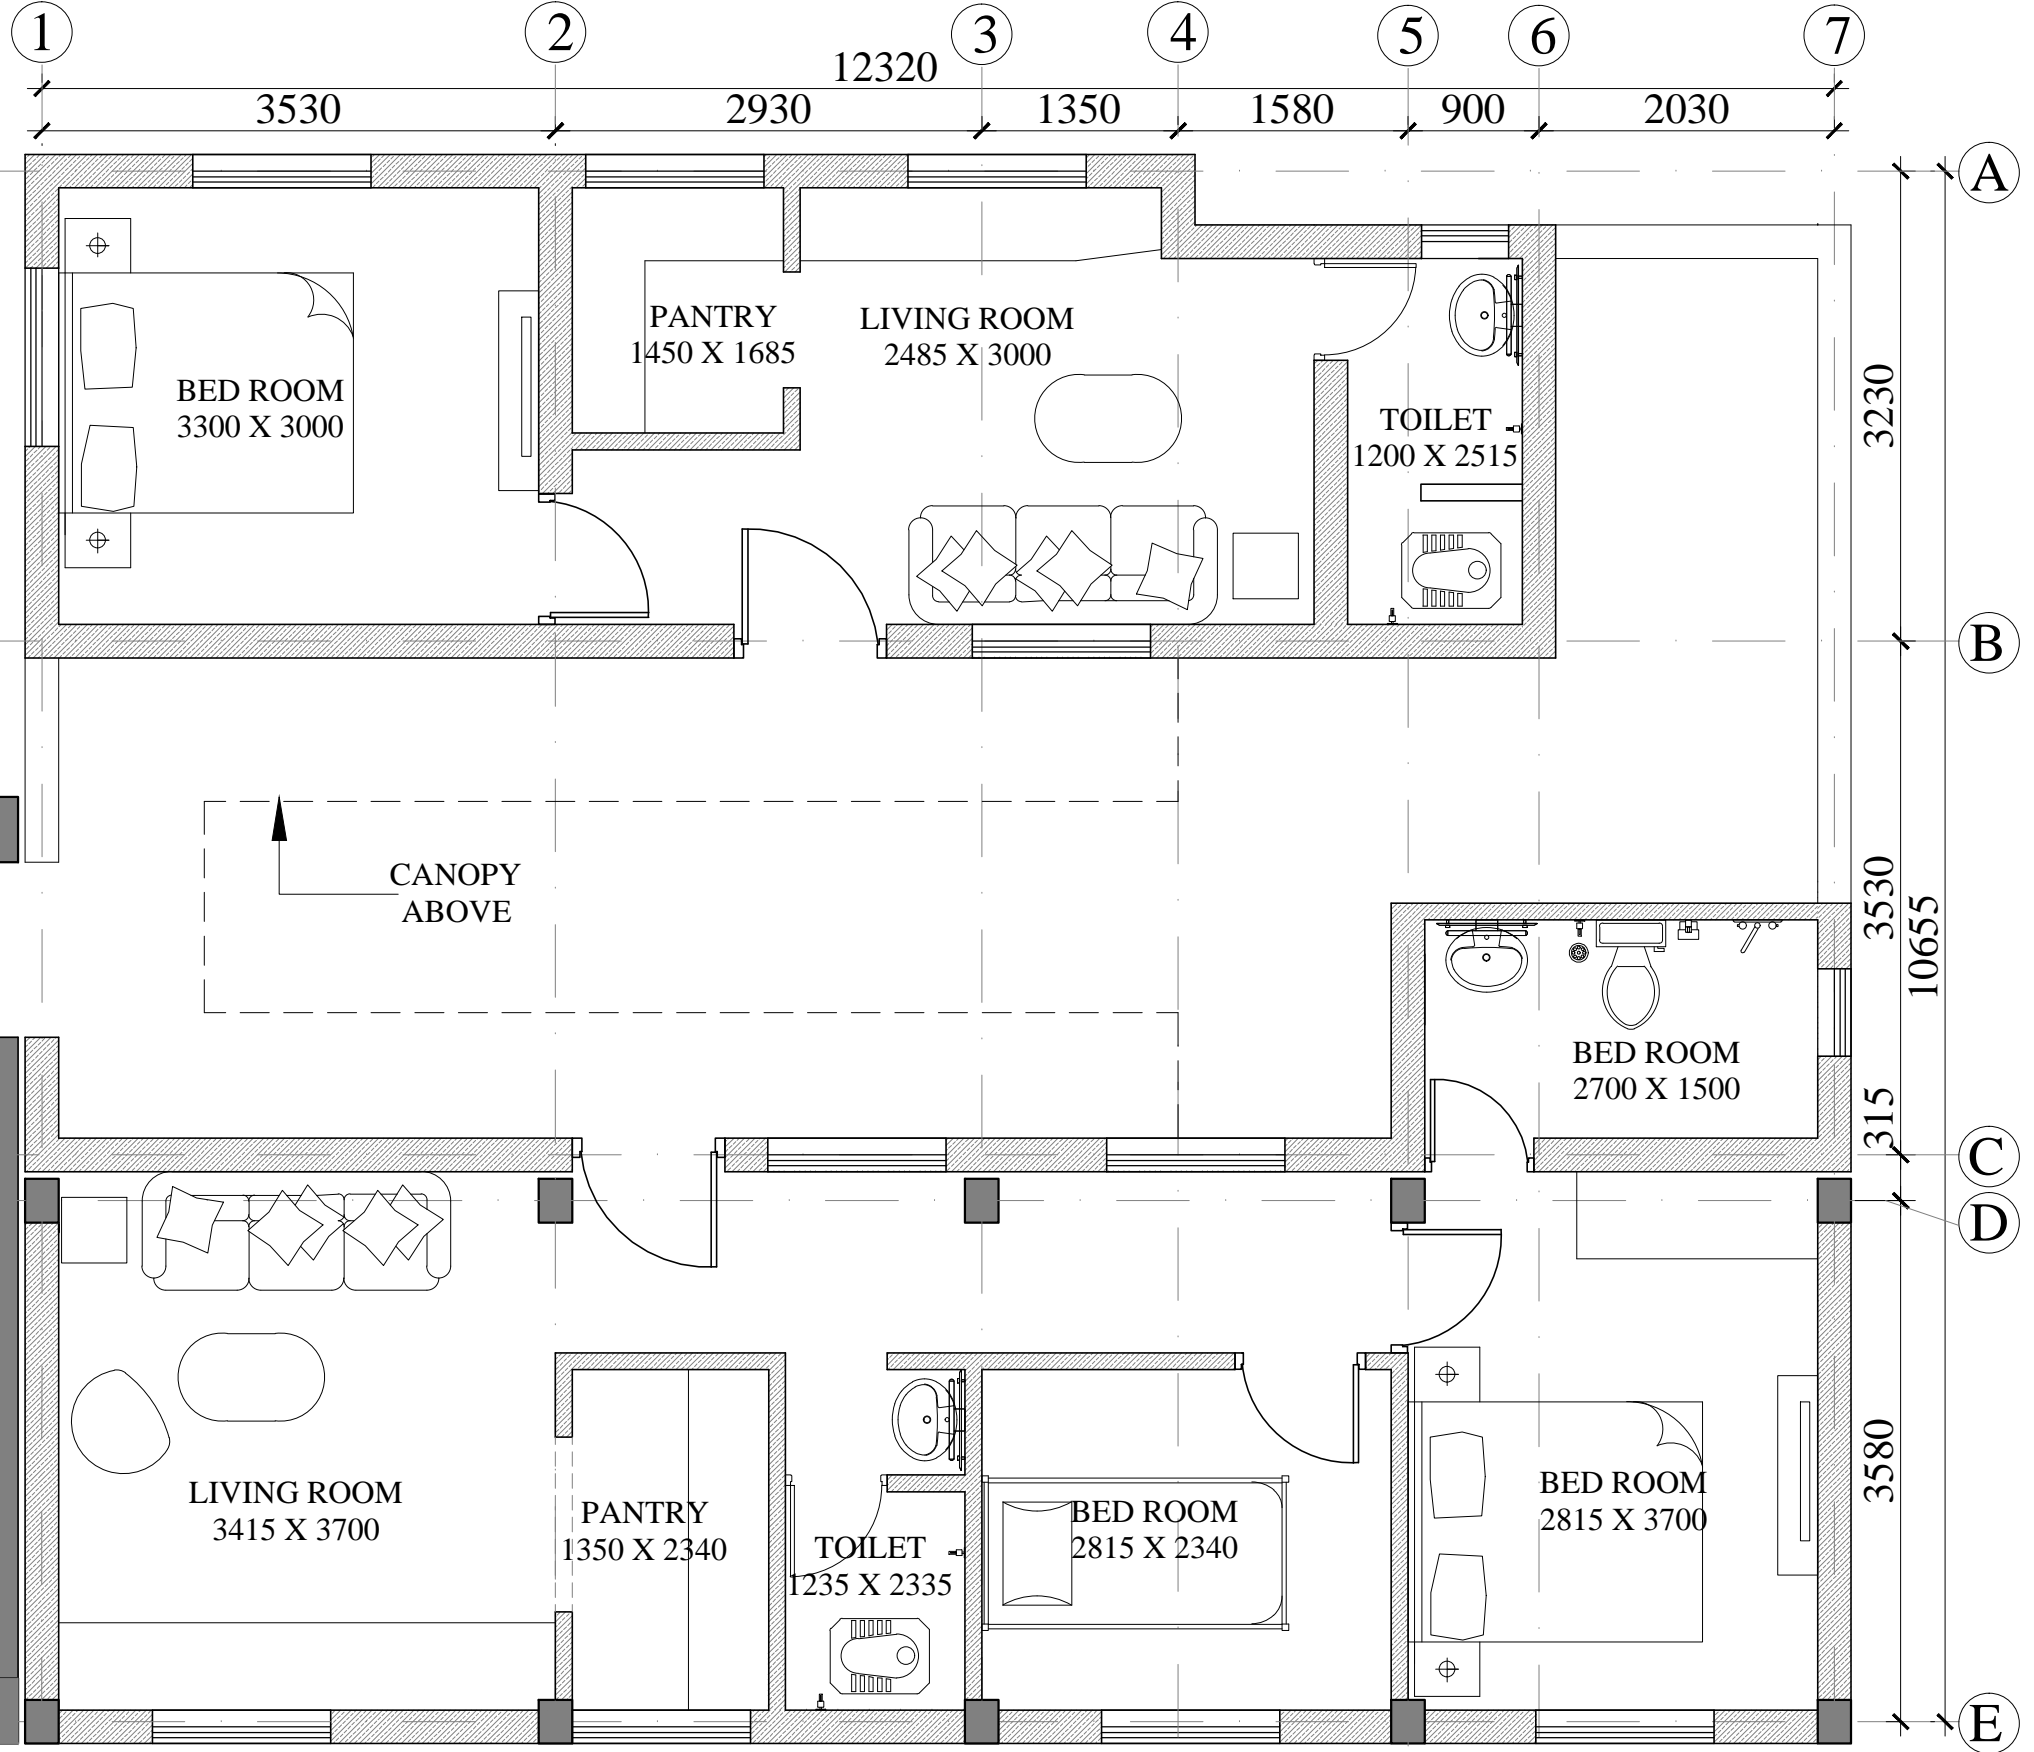 1
2
3
4
5
6
7
12320
3530
2930
1350
1580
900
2030
A
PANTRY
1450 X 1685
LIVING ROOM
2485 X 3000
BED ROOM
3300 X 3000
TOILET
1200 X 2515
3230
B
CANOPY
ABOVE
3530
10655
BED ROOM
2700 X 1500
315
C
D
LIVING ROOM
3415 X 3700
PANTRY
1350 X 2340
TOILET
1235 X 2335
BED ROOM
2815 X 2340
BED ROOM
2815 X 3700
3580
E